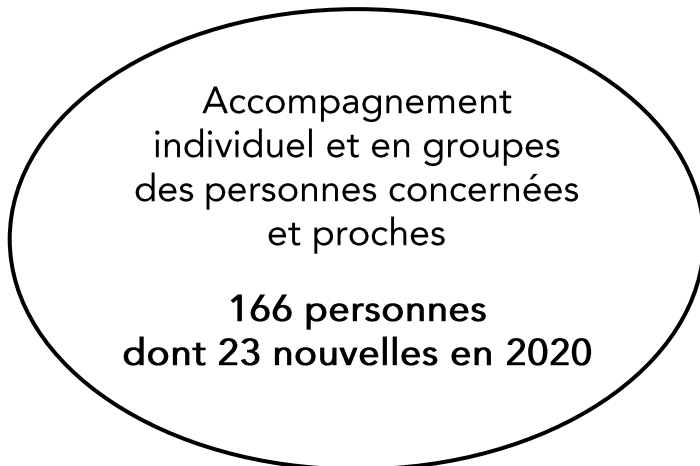 Accompagnement
individuel et en groupes
des personnes concernées
et proches
166 personnes
dont 23 nouvelles en 2020